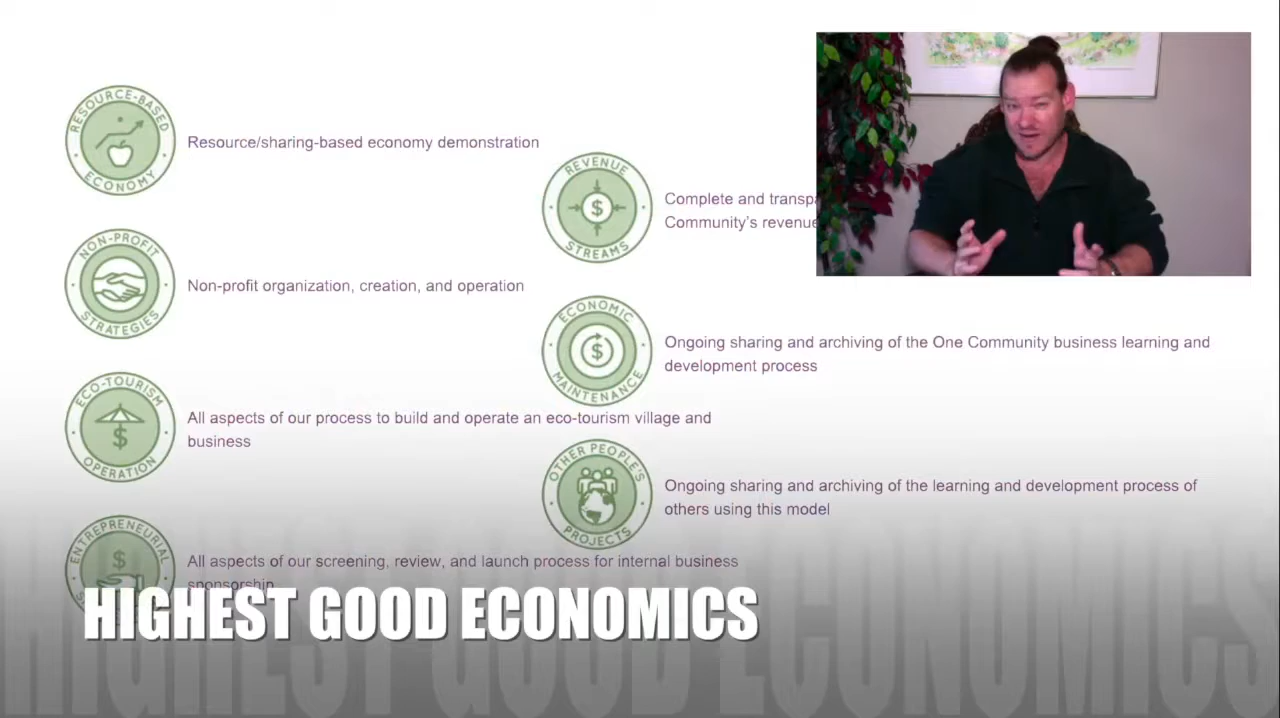 RESOURCE-BASED
ECONOMY
Resource/sharing-based economy demonstration
REVENUE
$
STREAMS
Complete and
Community's revenue
NON-PROFIT
STRATEGIES
Non-profit organization, creation, and operation
ECONOMIC
$
MAINTENANCE
Ongoing sharing and archiving of the One Community business learning and
development process
ECO-TOURISM
$
OPERATION
All aspects of our process to build and operate an eco-tourism village and
business
OTHER PEOPLE'S
PROJECTS
Ongoing sharing and archiving of the learning and development process of
others using this model
ENTREPRENEURIAL
$
All aspects of our screening, review, and launch process for internal business
sponsorship
HIGHEST GOOD ECONOMICS
HIGHEST GOOD ECONOMICS